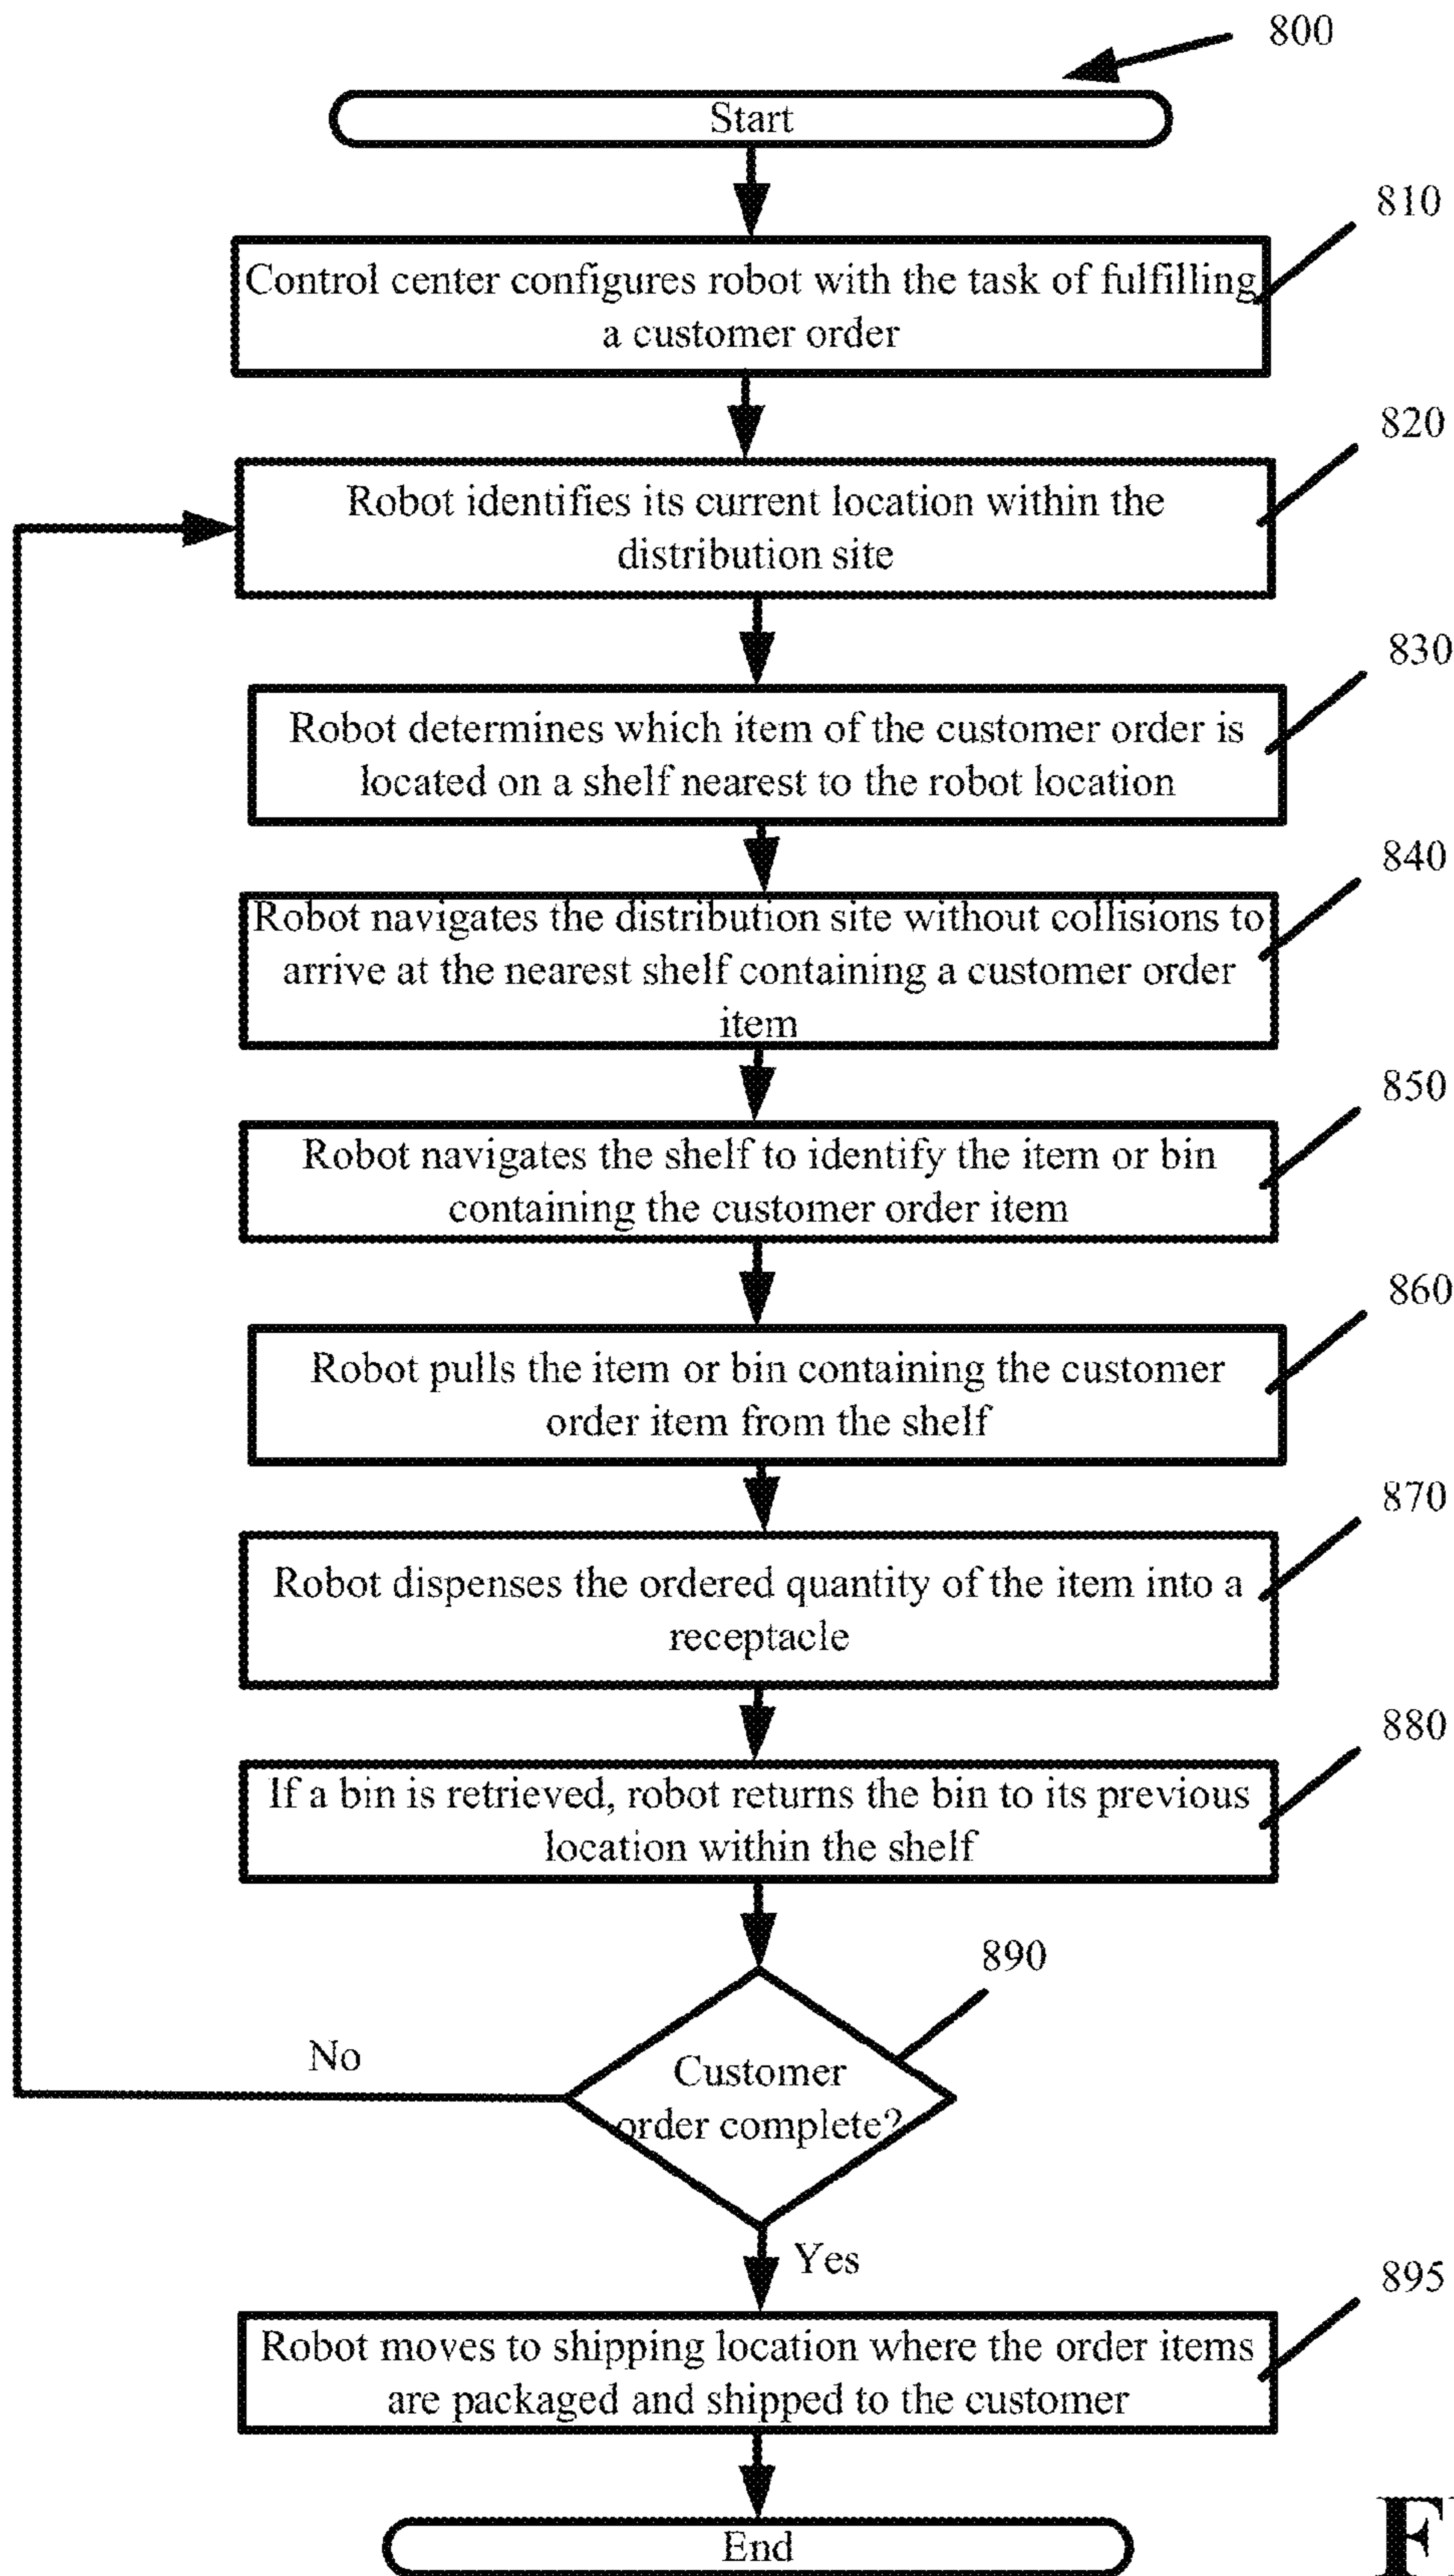 800
Start
810
Control center configures robot with the task of fulfilling
a customer order
820
Robot identifies its current location within the
distribution site
830
Robot determines which item of the customer order is
located on a shelf nearest to the robot location
840
Robot navigates the distribution site without collisions to
arrive at the nearest shelf containing a customer order
item
850
Robot navigates the shelf to identify the item or bin
containing the customer order item
860
Robot pulls the item or bin containing the customer
order item from the shelf
870
Robot dispenses the ordered quantity of the item into a
receptacle
880
If a bin is retrieved, robot returns the bin to its previous
location within the shelf
890
Customer
order complete?
No
Yes
895
Robot moves to shipping location where the order items
are packaged and shipped to the customer
End
F